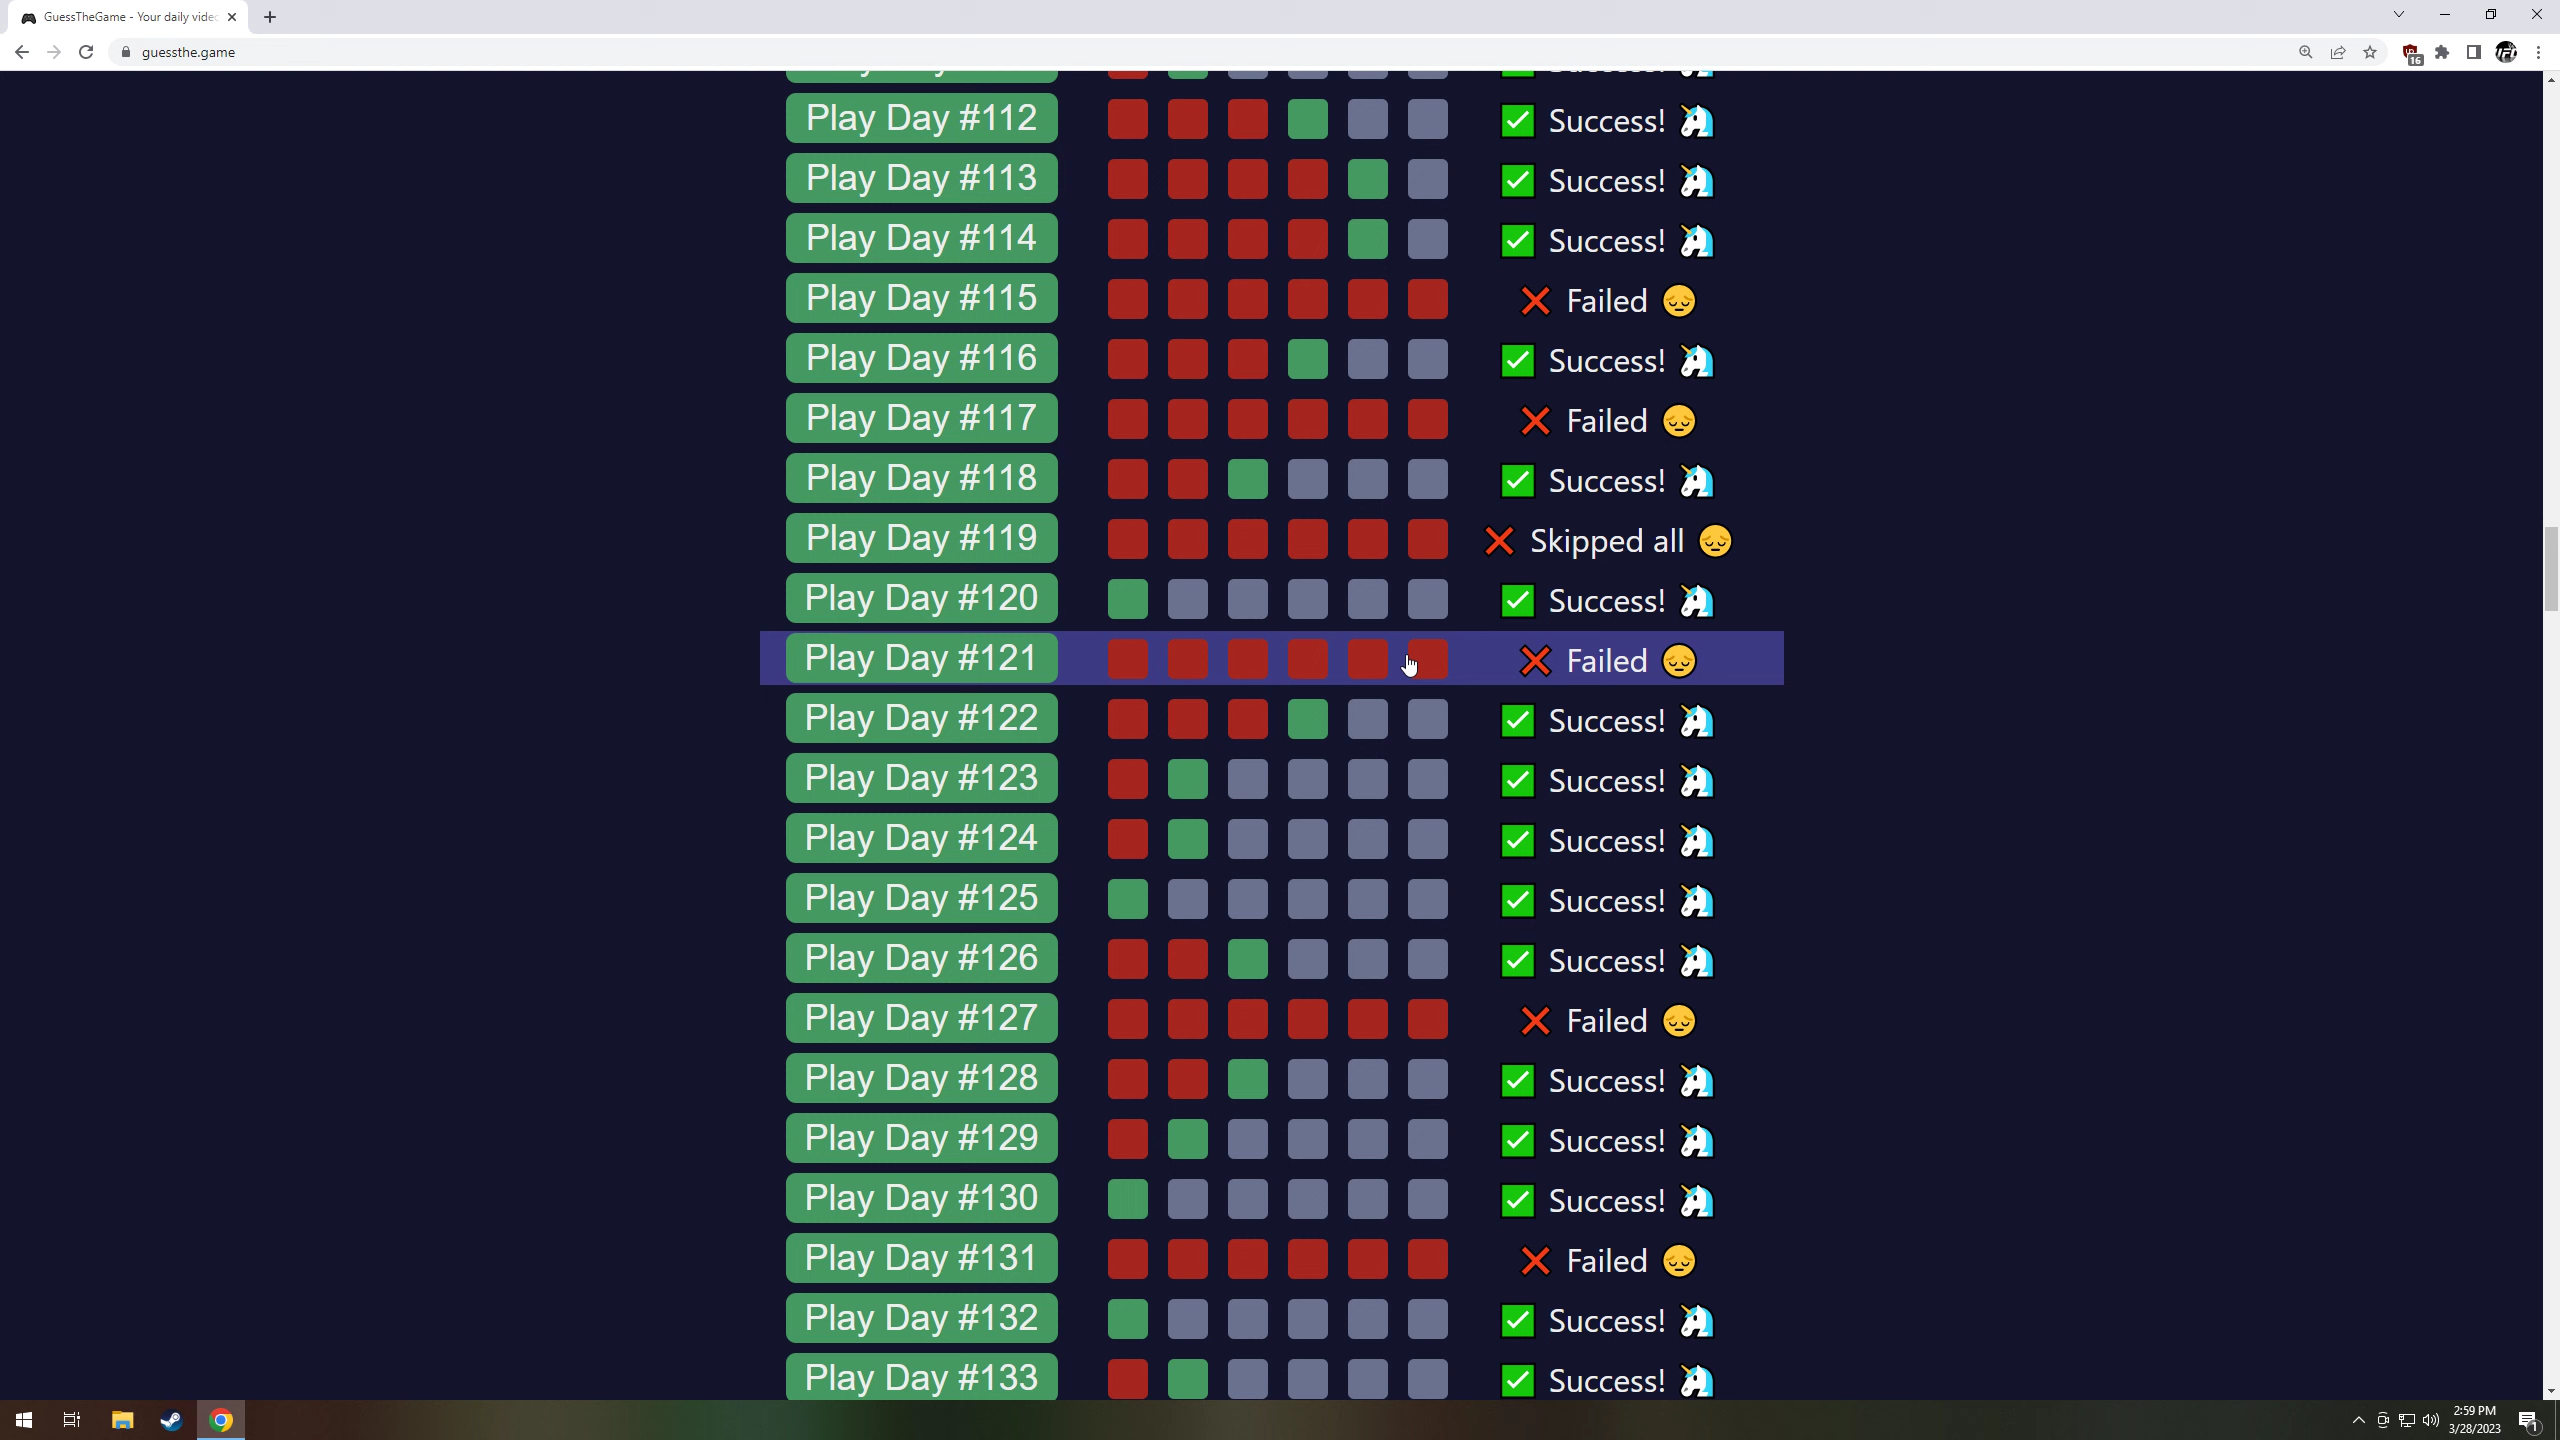 GuessTheGame - Your daily videc
guessthe.game
16
Play Day #112 Success!
Play Day #113 Success!
Play Day #114 Success!
Play Day #115 Failed
Play Day #116 Success!
Play Day #117 Failed
Play Day #118 Success!
Play Day #119 Skipped all
Play Day #120 Success!
Play Day #121 Failed
Play Day #122 Success!
Play Day #123 Success!
Play Day #124 Success!
Play Day #125 Success!
Play Day #126 Success!
Play Day #127 Failed
Play Day #128 Success!
Play Day #129 Success!
Play Day #130 Success!
Play Day #131 Failed
Play Day #132 Success!
Play Day #133 Success!
2:59 PM
3/28/2023
1